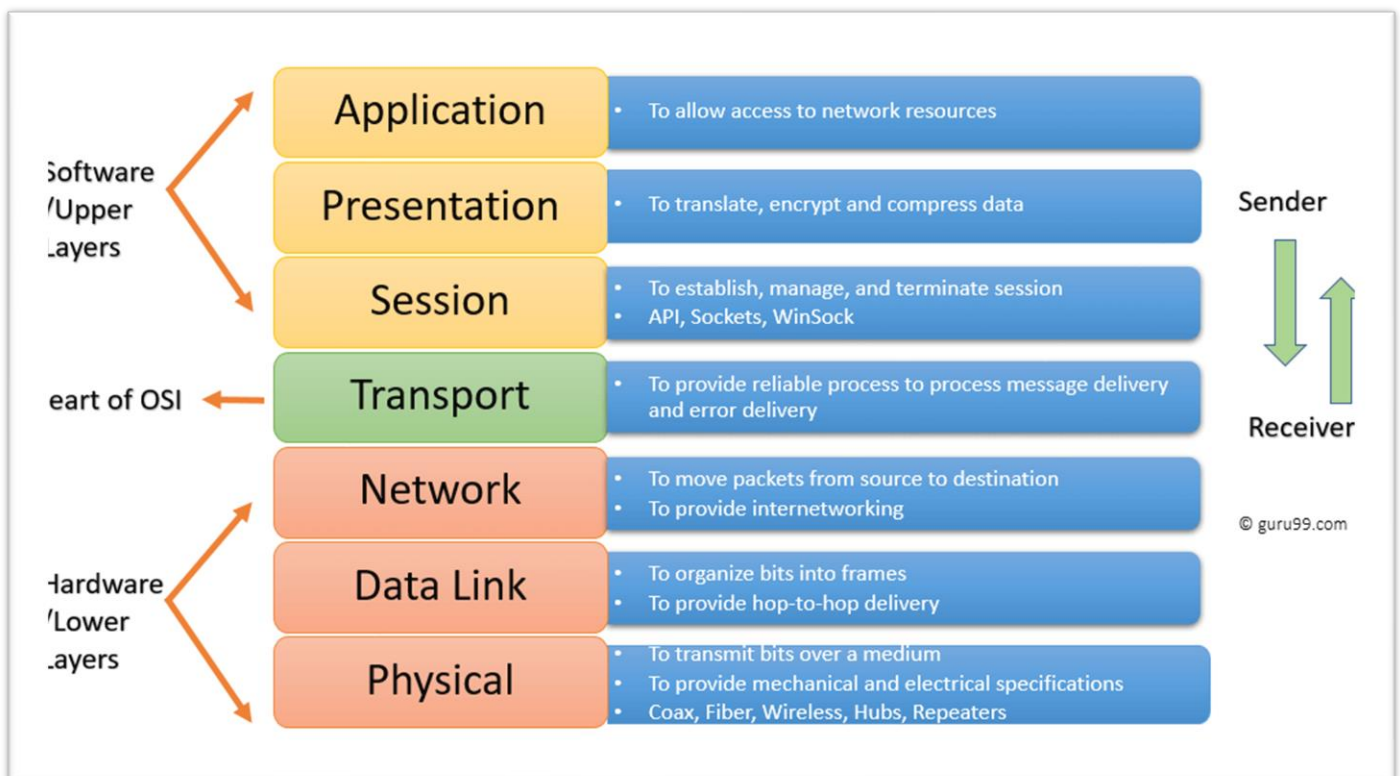 Application
• To allow access to network resources
Software
/Upper
Layers
Presentation
• To translate, encrypt and compress data
Sender
Session
• To establish, manage, and terminate session
• API, Sockets, WinSock
eart of OSI
Transport
• To provide reliable process to process message delivery
and error delivery
Receiver
Network
• To move packets from source to destination
• To provide internetworking
© guru99.com
Hardware
/Lower
Layers
Data Link
• To organize bits into frames
• To provide hop-to-hop delivery
Physical
• To transmit bits over a medium
• To provide mechanical and electrical specifications
• Coax, Fiber, Wireless, Hubs, Repeaters